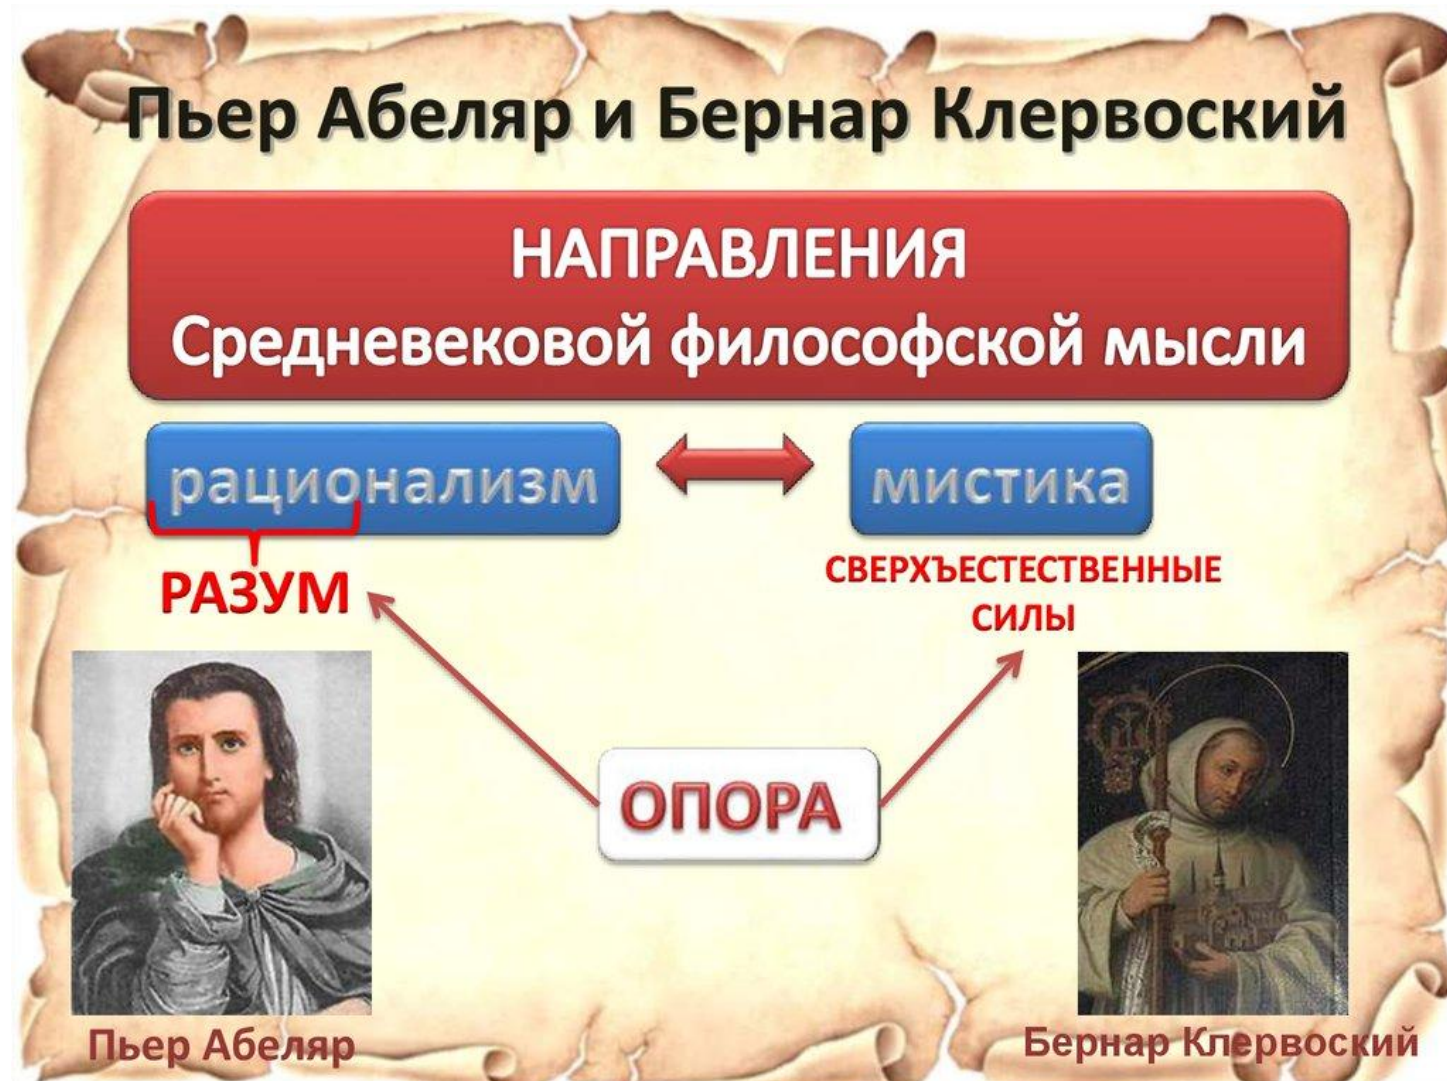 Пьер Абеляр и Бернар Клервоский
НАПРАВЛЕНИЯ
Средневековой философской мысли
рационализм
мистика
РАЗУМ
СВЕРХЪЕСТЕСТВЕННЫЕ
СИЛЫ
ОПОРА
Пьер Абеляр
Бернар Клервоский